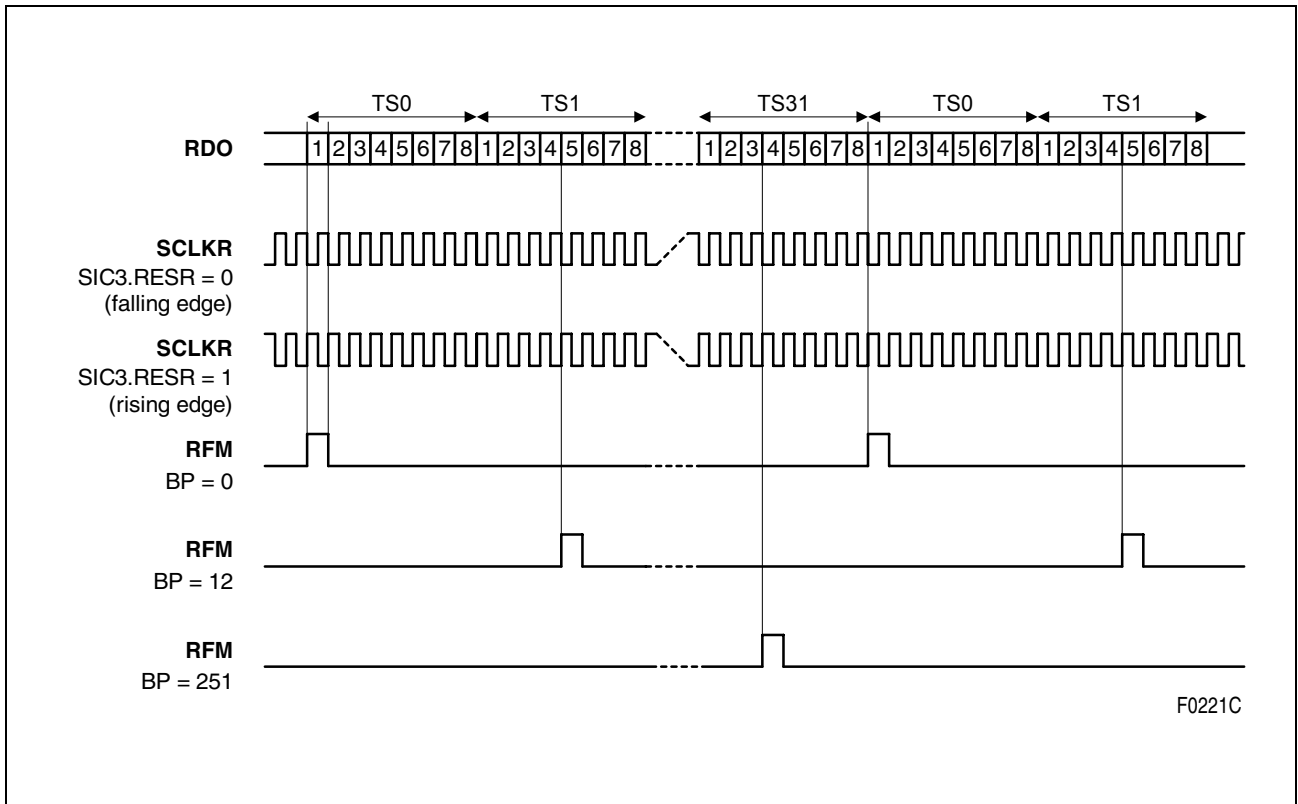 TS0 TS1 TS31 TS0 TS1
RDO 1 2 3 4 5 6 7 8 1 2 3 4 5 6 7 8 1 2 3 4 5 6 7 8 1 2 3 4 5 6 7 8 1 2 3 4 5 6 7 8
SCLKR
SIC3.RESR = 0
(falling edge)
SCLKR
SIC3.RESR = 1
(rising edge)
RFM
BP = 0
RFM
BP = 12
RFM
BP = 251
F0221C